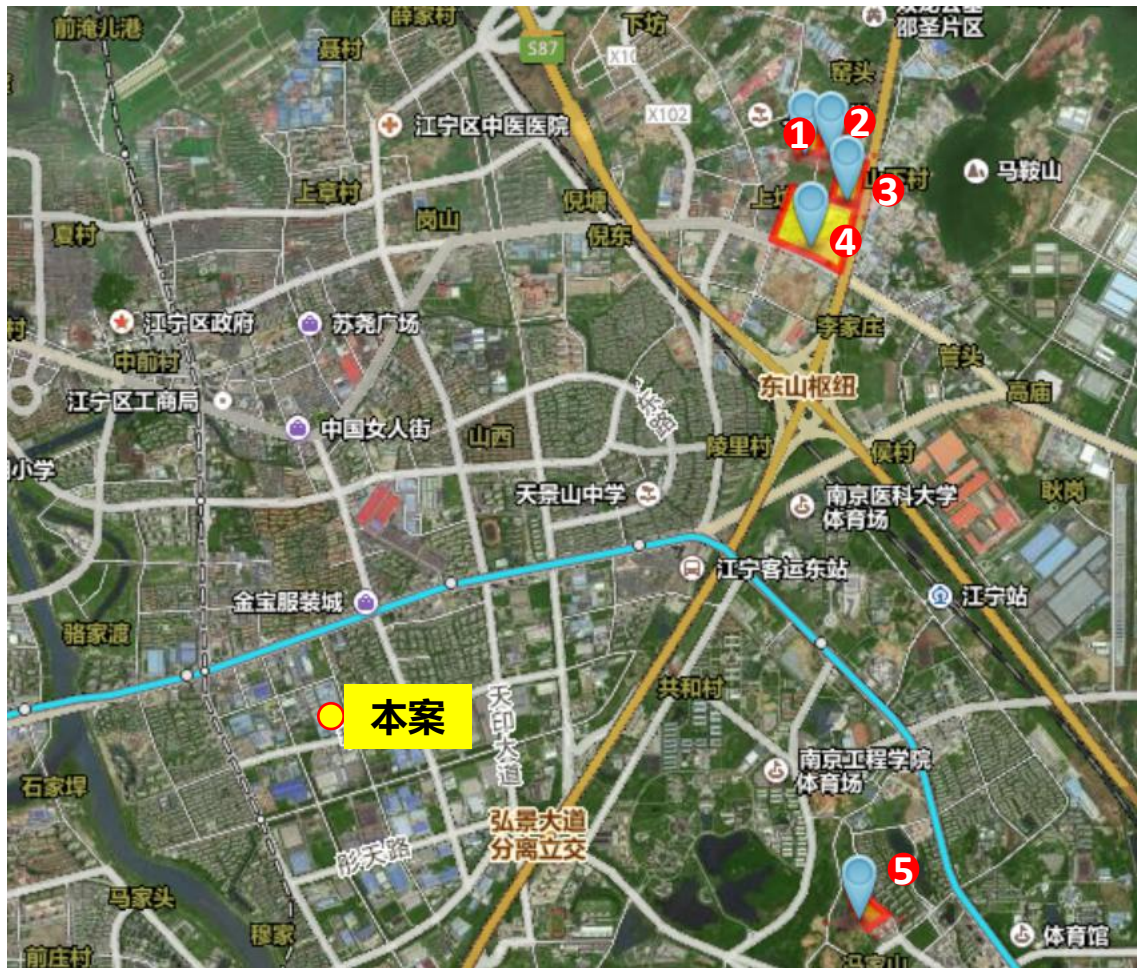 前滝儿港
薛家村
聂村
S87
下坊
邵圣片区
窑头
X102
江宁区中医医院
1
2
山下村
马鞍山
上章村
岗山
倪塘
倪东
3
4
夏村
江宁区政府
苏尧广场
李家庄
中前村
曾头
东山枢纽
高庙
江宁区工商局
中国女人街
山西
陵里村
侯村
小学
天景山中学
南京医科大学
体育场
耿岗
江宁客运东站
江宁站
金宝服装城
骆家渡
共和村
本案
天印大道
石家垾
南京工程学院
体育场
弘景大道
分离立交
彤天路
5
马家头
穆家
体育馆
前庄村